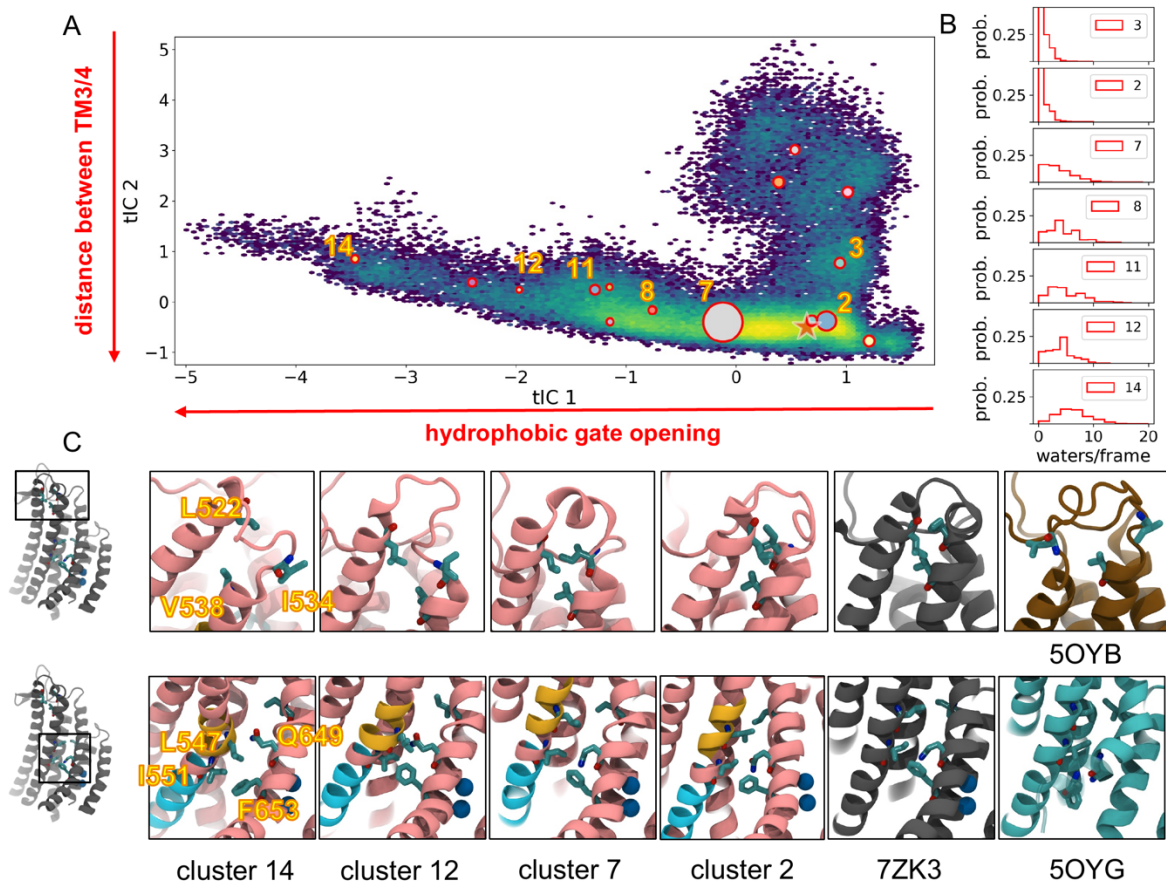 A
B
distance between TM3/4
tIC 2
5
4
3
2
1
0
−1
14
12
11
8
7
3
2
−5
−4
−3
−2
−1
0
1
tIC 1
hydrophobic gate opening
prob.
0.25
3
prob.
0.25
2
prob.
0.25
7
prob.
0.25
8
prob.
0.25
11
prob.
0.25
12
prob.
0.25
14
0
10
20
waters/frame
C
L522
V538
I534
5OYB
L547
Q649
I551
F653
cluster 14
cluster 12
cluster 7
cluster 2
7ZK3
5OYG